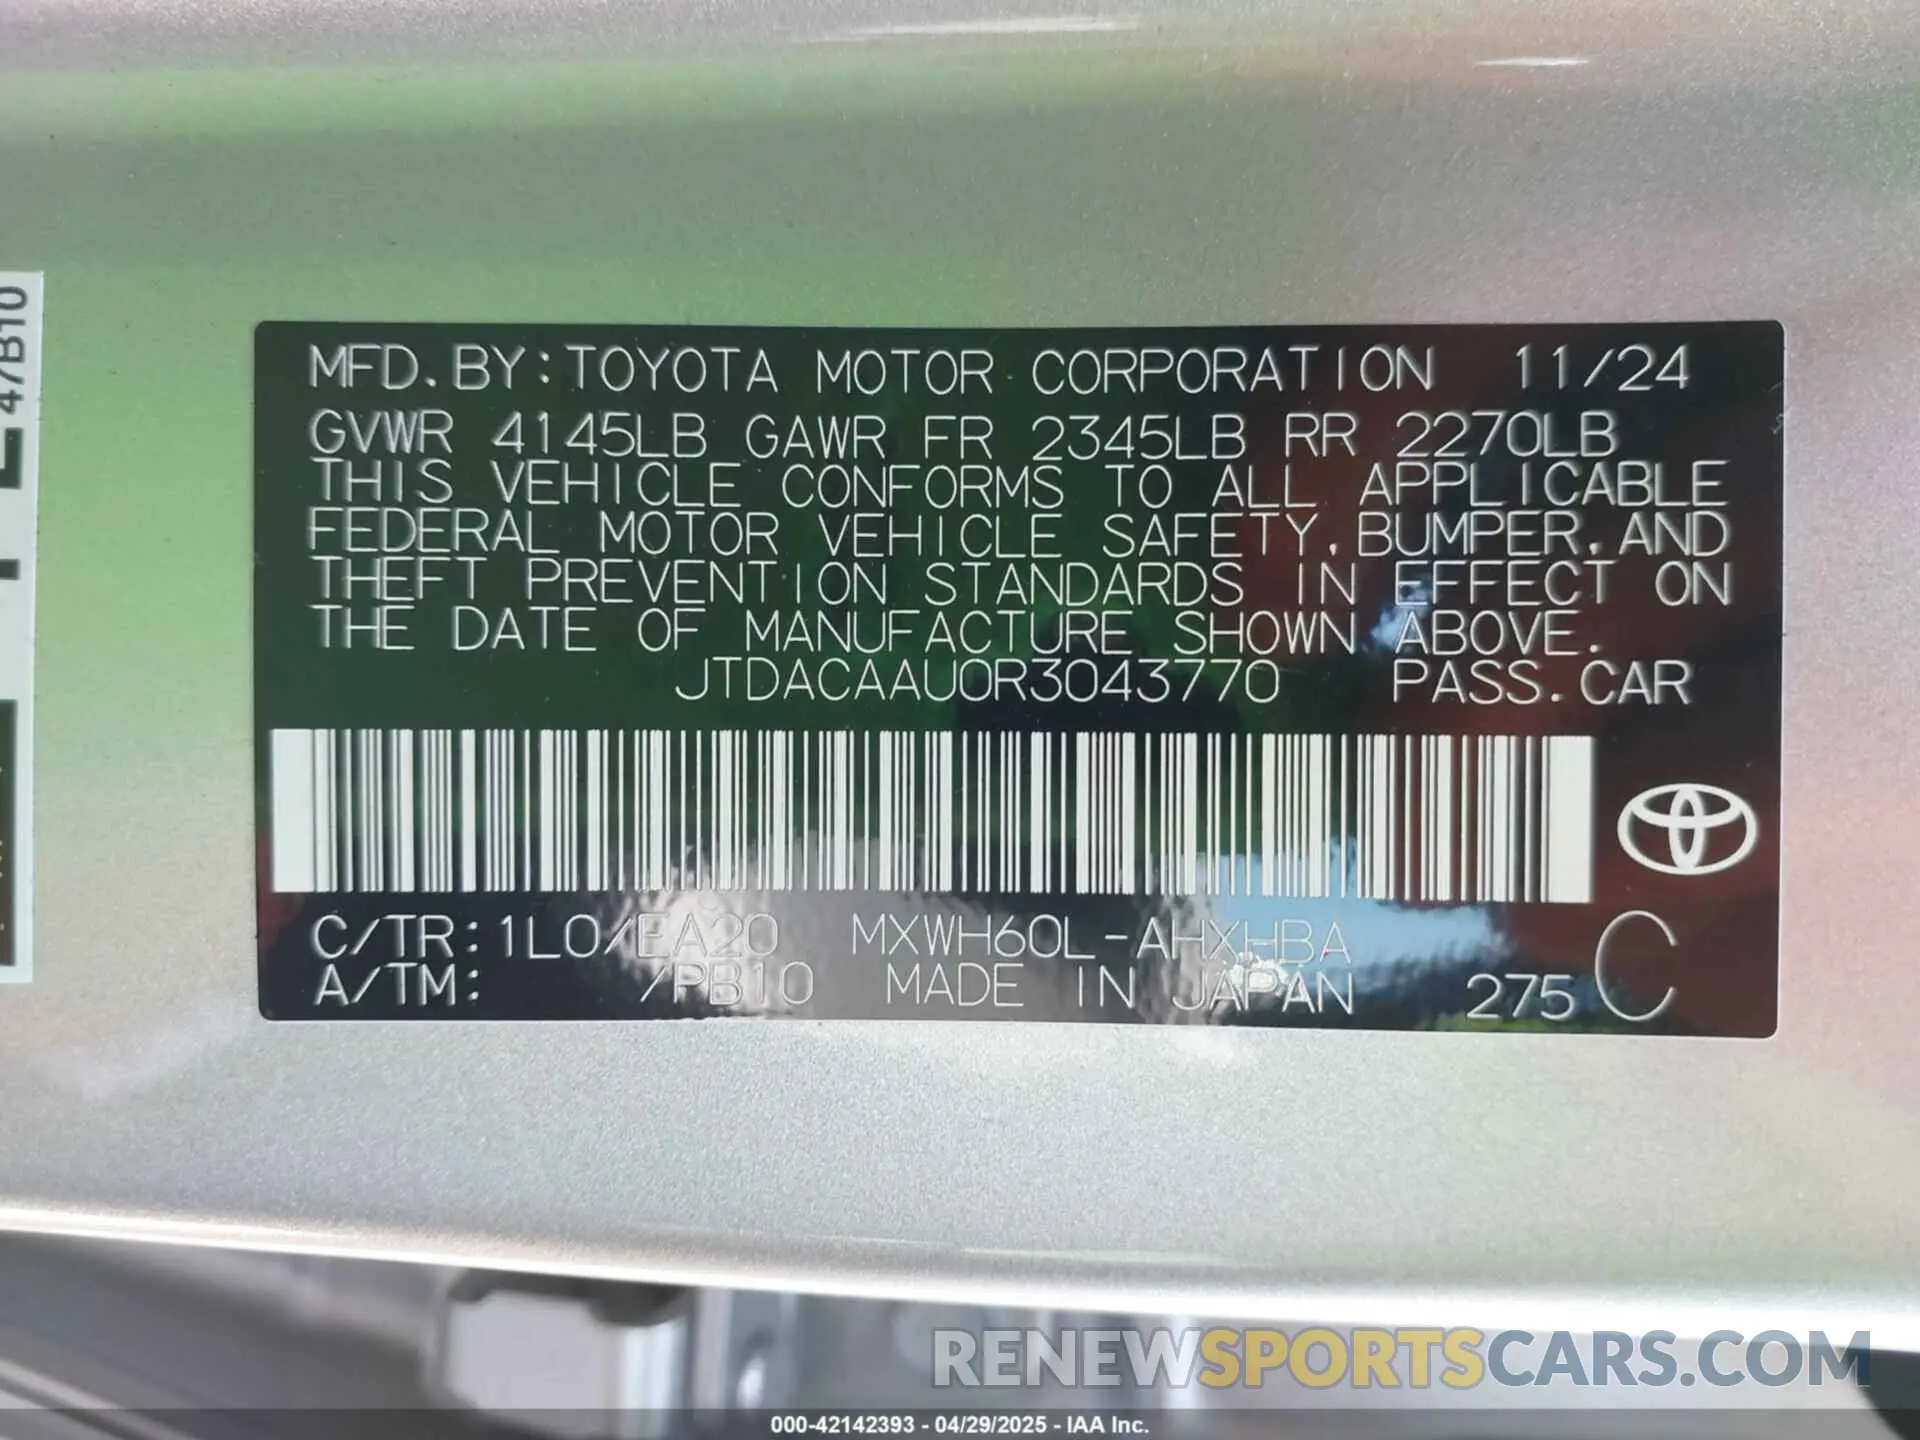 MFD. BY: TOYOTA MOTOR CORPORATION 11/24
GVWR 4145LB GAWR FR 2345LB RR 2270LB
THIS VEHICLE CONFORMS TO ALL APPLICABLE
FEDERAL MOTOR VEHICLE SAFETY, BUMPER, AND
THEFT PREVENTION STANDARDS IN EFFECT ON
THE DATE OF MANUFACTURE SHOWN ABOVE.
JTDACAAU0R3043770 PASS. CAR
C/TR: 1L0/EA20 MXWH60L-AHXHBA
A/TM: /PB10 MADE IN JAPAN 275 C
47B10
RENEWSPORTSCARS.COM
000-42142393 - 04/29/2025 - IAA Inc.